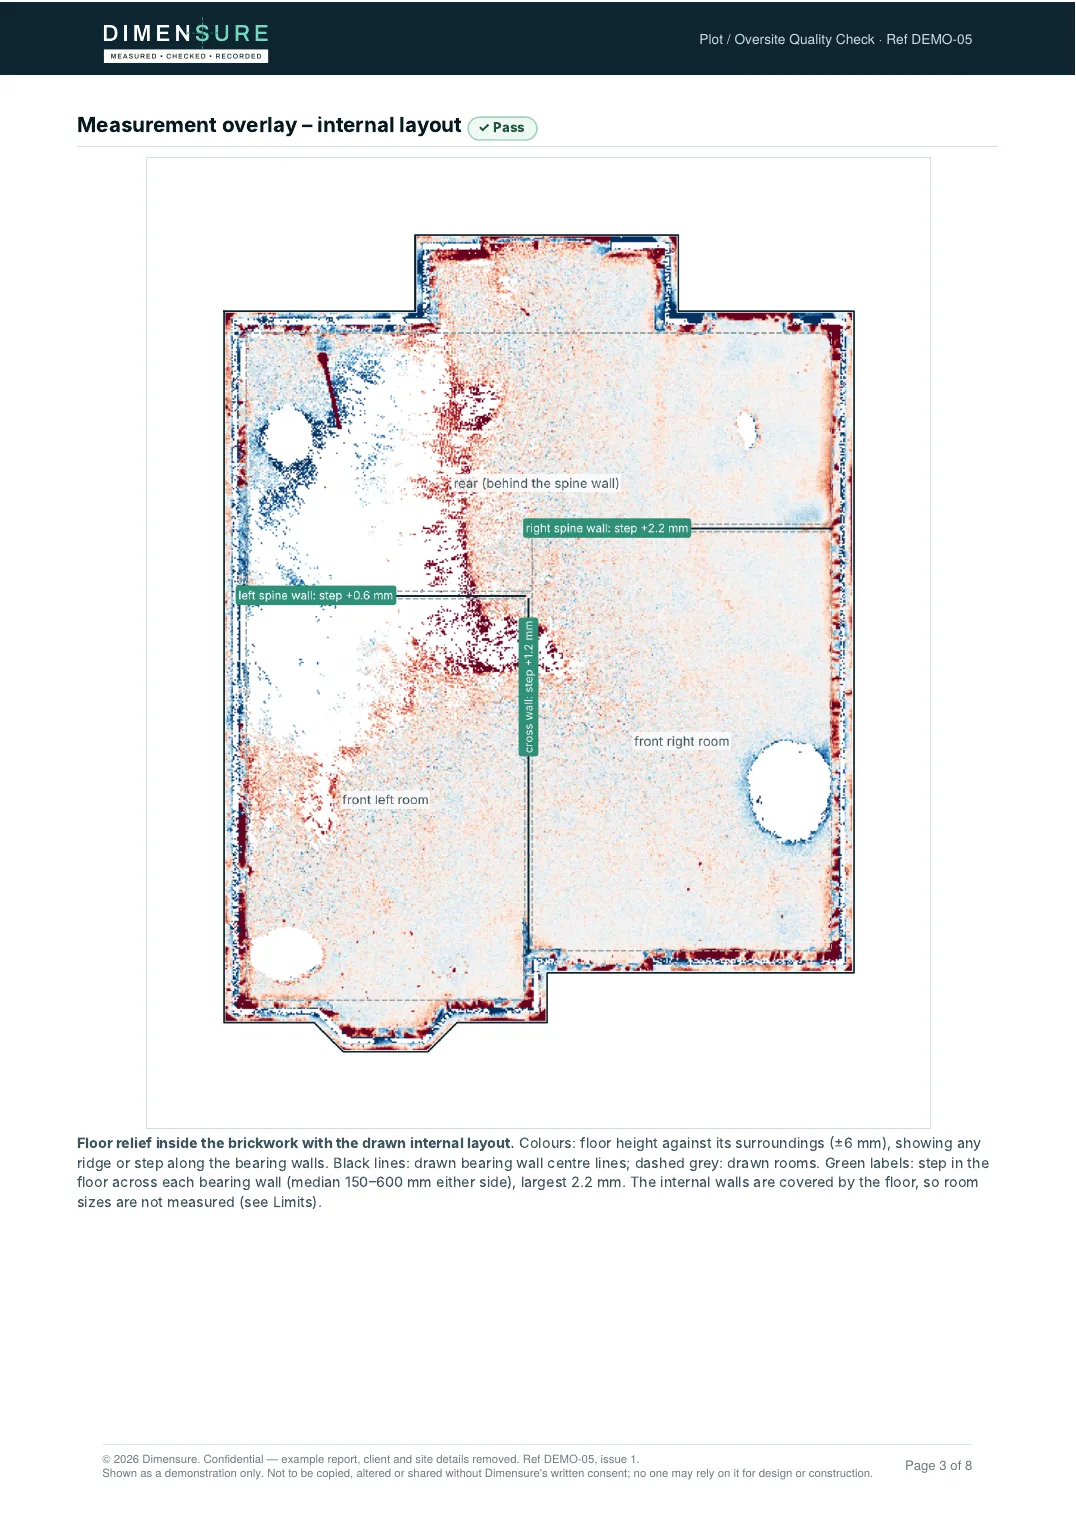 DIMENSURE
MEASURED • CHECKED • RECORDED
Plot / Oversite Quality Check · Ref DEMO-05
Measurement overlay – internal layout
✓ Pass
rear (behind the spine wall)
right spine wall: step +2.2 mm
left spine wall: step +0.6 mm
cross wall: step +1.2 mm
front right room
front left room
Floor relief inside the brickwork with the drawn internal layout. Colours: floor height against its surroundings (±6 mm), showing any
ridge or step along the bearing walls. Black lines: drawn bearing wall centre lines; dashed grey: drawn rooms. Green labels: step in the
floor across each bearing wall (median 150–600 mm either side), largest 2.2 mm. The internal walls are covered by the floor, so room
sizes are not measured (see Limits).
© 2026 Dimensure. Confidential — example report, client and site details removed. Ref DEMO-05, issue 1.
Shown as a demonstration only. Not to be copied, altered or shared without Dimensure's written consent; no one may rely on it for design or construction.
Page 3 of 8